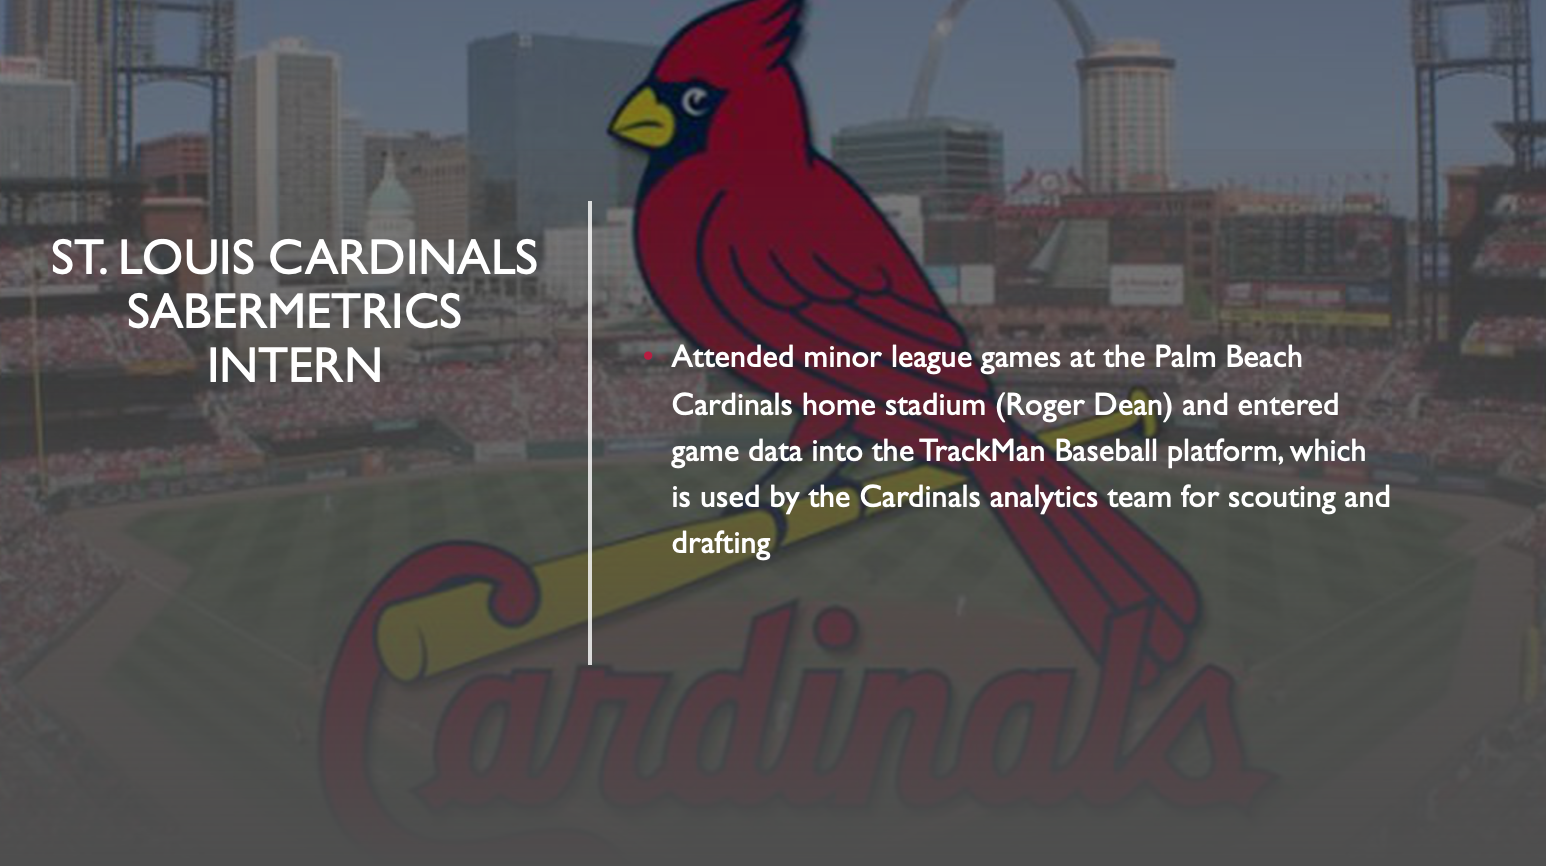 ST. LOUIS CARDINALS
SABERMETRICS
INTERN
• Attended minor league games at the Palm Beach
Cardinals home stadium (Roger Dean) and entered
game data into the TrackMan Baseball platform, which
is used by the Cardinals analytics team for scouting and
drafting
Cardinals